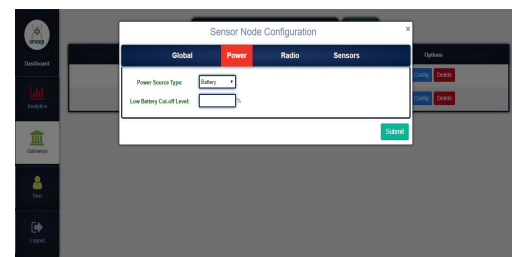 SPIDER
Dashboard
Analytics
Gateways
User
Logout
Sensor Node Configuration
×
Global Power Radio Sensors
Power Source Type: Battery
Low Battery Cut-off Level: %
Submit
Options
Config Delete
Config Delete